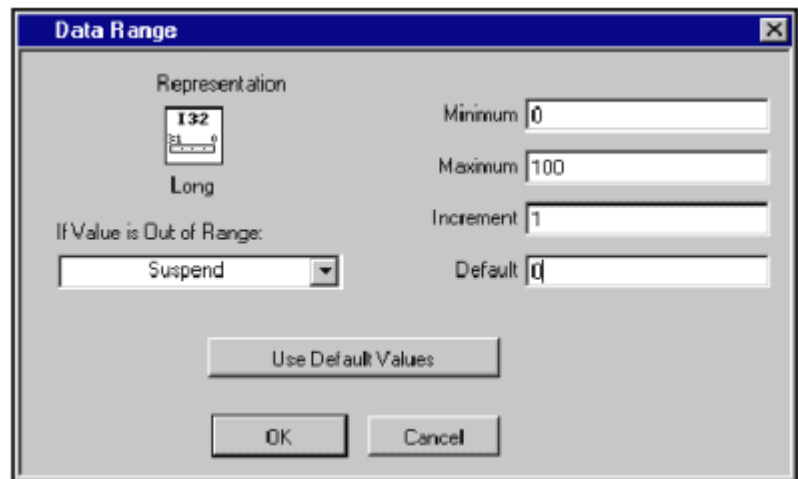 Data Range
Representation
I32
Long
If Value is Out of Range:
Suspend
Minimum 0
Maximum 100
Increment 1
Default 0
Use Default Values
OK
Cancel